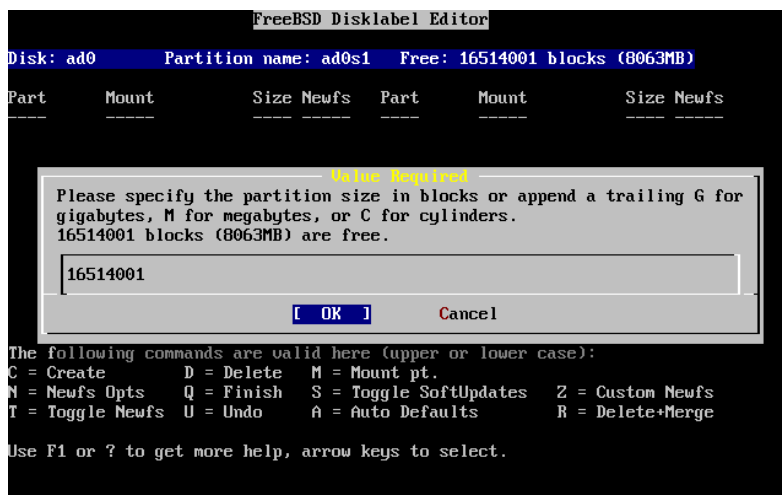 FreeBSD Disklabel Editor
Disk: ad0 Partition name: ad0s1 Free: 16514001 blocks (8063MB)
Part Mount Size Newfs Part Mount Size Newfs
---- ----- ---- ----- ---- ----- ---- -----
Value Required
Please specify the partition size in blocks or append a trailing G for
gigabytes, M for megabytes, or C for cylinders.
16514001 blocks (8063MB) are free.
16514001
[ OK ] Cancel
The following commands are valid here (upper or lower case):
C = Create D = Delete M = Mount pt.
N = Newfs Opts Q = Finish S = Toggle SoftUpdates Z = Custom Newfs
T = Toggle Newfs U = Undo A = Auto Defaults R = Delete+Merge
Use F1 or ? to get more help, arrow keys to select.